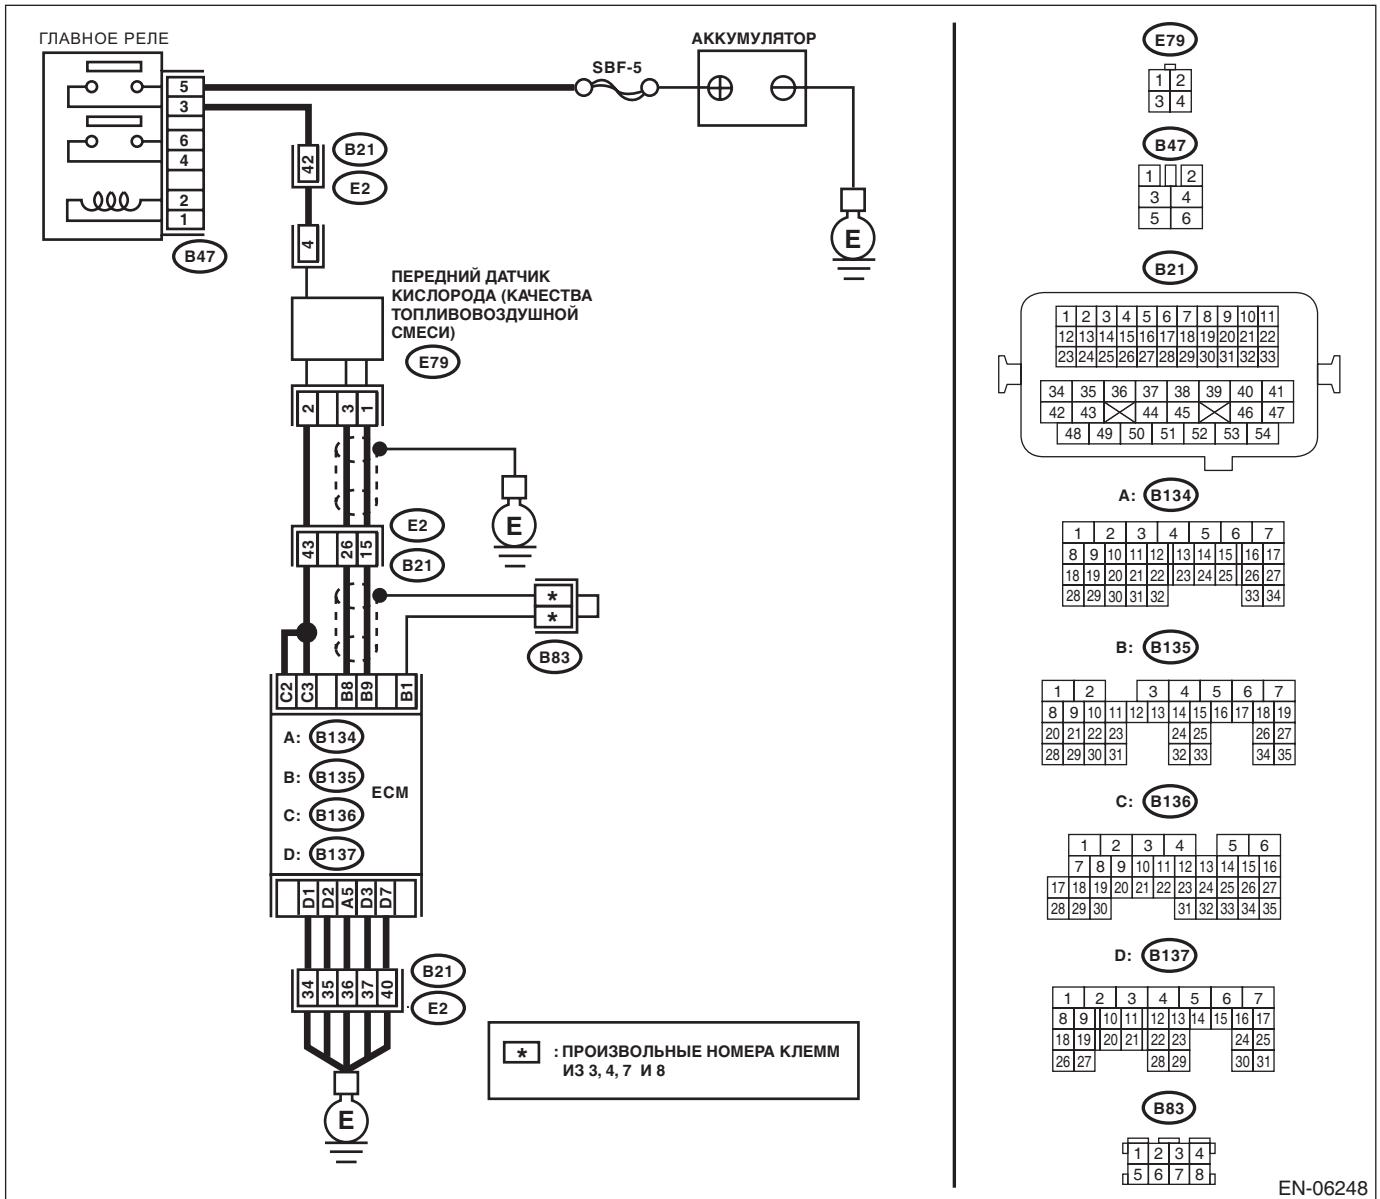 ГЛАВНОЕ РЕЛЕ
5
3
6
4
2
1
B47
SBF-5
АККУМУЛЯТОР
E
42
B21
E2
4
ПЕРЕДНИЙ ДАТЧИК
КИСЛОРОДА (КАЧЕСТВА
ТОПЛИВОВОЗДУШНОЙ
СМЕСИ)
E79
2 3 1
E
43 26 15
E2
B21
*
*
B83
C2 C3 B8 B9 B1
A: B134
B: B135
ECM
C: B136
D: B137
D1 D2 A5 D3 D7
34 35 36 37 40
B21
E2
E
* : ПРОИЗВОЛЬНЫЕ НОМЕРА КЛЕММ
ИЗ 3, 4, 7 И 8
E79
1 2
3 4
B47
1 2
3 4
5 6
B21
1 2 3 4 5 6 7 8 9 10 11
12 13 14 15 16 17 18 19 20 21 22
23 24 25 26 27 28 29 30 31 32 33
34 35 36 37 38 39 40 41
42 43 44 45 46 47
48 49 50 51 52 53 54
A: B134
1 2 3 4 5 6 7
8 9 10 11 12 13 14 15 16 17
18 19 20 21 22 23 24 25 26 27
28 29 30 31 32 33 34
B: B135
1 2 3 4 5 6 7
8 9 10 11 12 13 14 15 16 17 18 19
20 21 22 23 24 25 26 27
28 29 30 31 32 33 34 35
C: B136
1 2 3 4 5 6
7 8 9 10 11 12 13 14 15 16
17 18 19 20 21 22 23 24 25 26 27
28 29 30 31 32 33 34 35
D: B137
1 2 3 4 5 6 7
8 9 10 11 12 13 14 15 16 17
18 19 20 21 22 23 24 25
26 27 28 29 30 31
B83
1 2 3 4
5 6 7 8
EN-06248